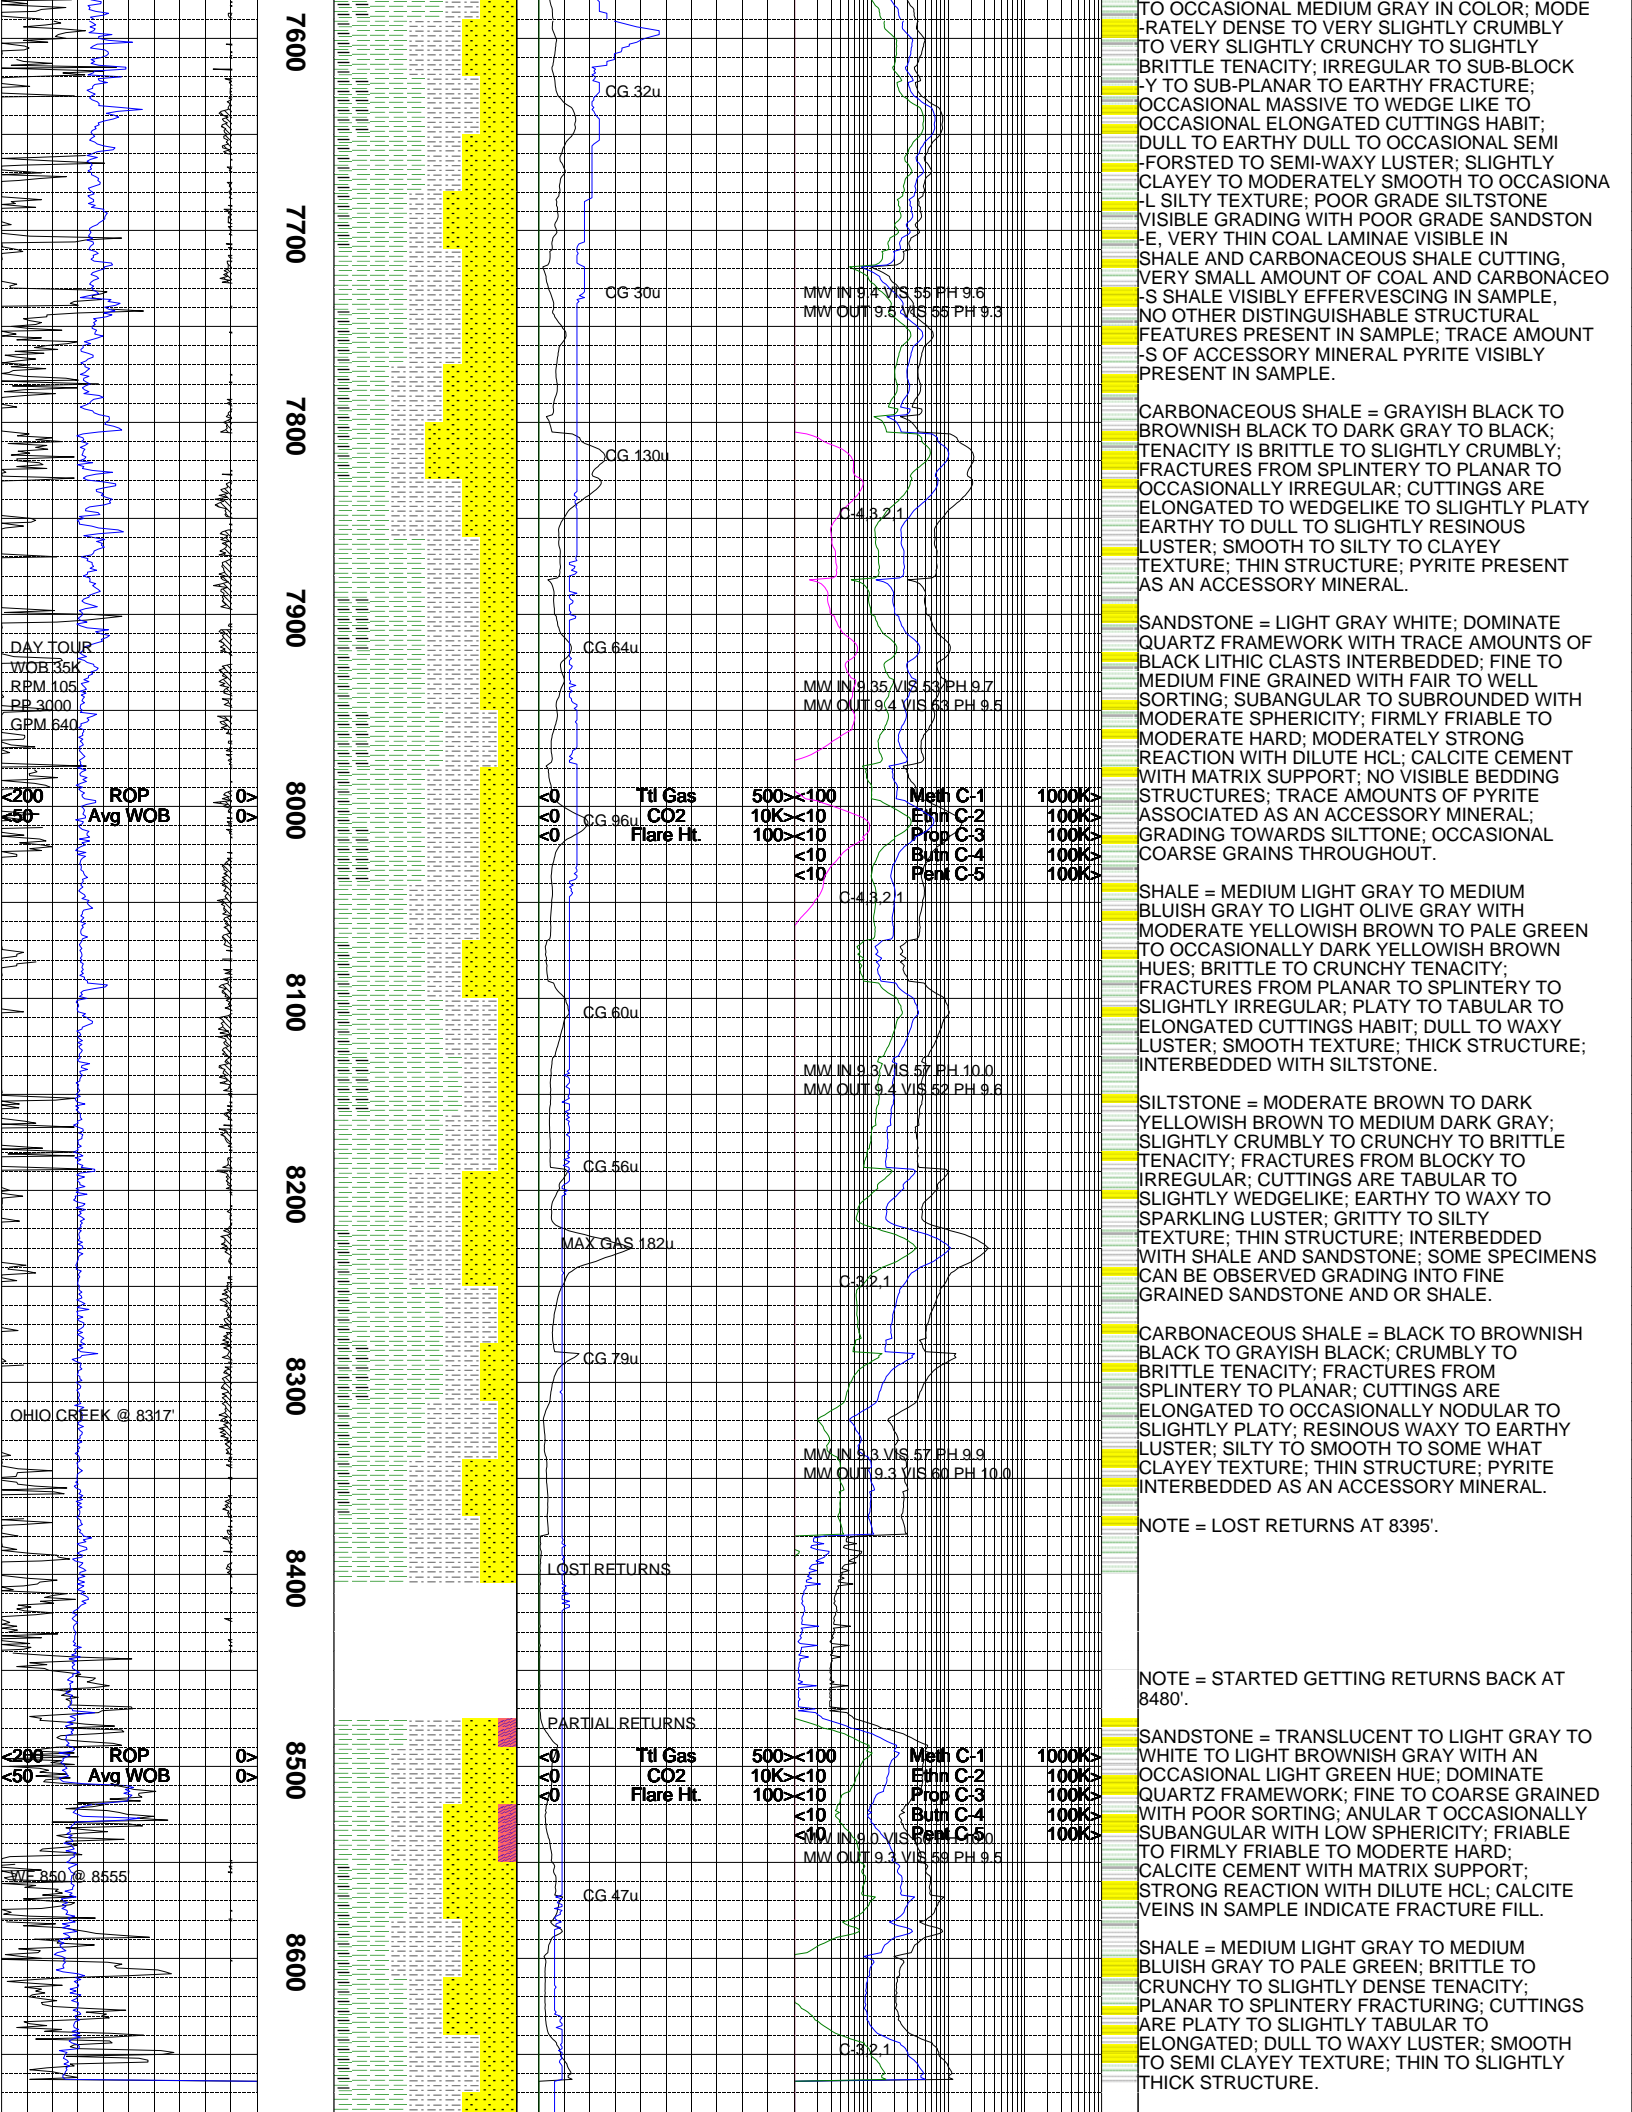 7600
7700
7800
7900
8000
8100
8200
8300
8400
8500
8600
DAY TOUR
WOB 35K
RPM 105
PP 3000
GPM 640
<200 ROP 0>
<50 Avg WOB 0>
OHIO CREEK @ 8317'
<200 ROP 0>
<50 Avg WOB 0>
WF 850 @ 8555'
CG 32u
CG 30u
CG 130u
CG 64u
<0 Ttl Gas 500>
<0 CO2 10K>
<0 Flare Ht. 100>
CG 96u
CG 60u
CG 56u
MAX GAS 182u
CG 79u
LOST RETURNS
PARTIAL RETURNS
<0 Ttl Gas 500>
<0 CO2 10K>
<0 Flare Ht. 100>
CG 47u
MW IN 9.4 VIS 55 PH 9.6
MW OUT 9.5 VIS 55 PH 9.3
C-4,3,2,1
MW IN 9.35 VIS 53 PH 9.7
MW OUT 9.4 VIS 53 PH 9.5
<100 Meth C-1 1000K>
<10 Ethn C-2 100K>
<10 Prop C-3 100K>
<10 Butn C-4 100K>
<10 Pent C-5 100K>
C-4,3,2,1
MW IN 9.3 VIS 57 PH 10.0
MW OUT 9.4 VIS 52 PH 9.6
C-3,2,1
MW IN 9.3 VIS 57 PH 9.9
MW OUT 9.3 VIS 60 PH 10.0
<100 Meth C-1 1000K>
<10 Ethn C-2 100K>
<10 Prop C-3 100K>
<10 Butn C-4 100K>
<10 Pent C-5 100K>
MW IN 9.0 VIS
MW OUT 9.3 VIS 59 PH 9.5
C-3,2,1
TO OCCASIONAL MEDIUM GRAY IN COLOR; MODE
-RATELY DENSE TO VERY SLIGHTLY CRUMBLY
TO VERY SLIGHTLY CRUNCHY TO SLIGHTLY
BRITTLE TENACITY; IRREGULAR TO SUB-BLOCK
-Y TO SUB-PLANAR TO EARTHY FRACTURE;
OCCASIONAL MASSIVE TO WEDGE LIKE TO
OCCASIONAL ELONGATED CUTTINGS HABIT;
DULL TO EARTHY DULL TO OCCASIONAL SEMI
-FORSTED TO SEMI-WAXY LUSTER; SLIGHTLY
CLAYEY TO MODERATELY SMOOTH TO OCCASIONA
-L SILTY TEXTURE; POOR GRADE SILTSTONE
VISIBLE GRADING WITH POOR GRADE SANDSTON
-E, VERY THIN COAL LAMINAE VISIBLE IN
SHALE AND CARBONACEOUS SHALE CUTTING,
VERY SMALL AMOUNT OF COAL AND CARBONACEO
-S SHALE VISIBLY EFFERVESCING IN SAMPLE,
NO OTHER DISTINGUISHABLE STRUCTURAL
FEATURES PRESENT IN SAMPLE; TRACE AMOUNT
-S OF ACCESSORY MINERAL PYRITE VISIBLY
PRESENT IN SAMPLE.
CARBONACEOUS SHALE = GRAYISH BLACK TO
BROWNISH BLACK TO DARK GRAY TO BLACK;
TENACITY IS BRITTLE TO SLIGHTLY CRUMBLY;
FRACTURES FROM SPLINTERY TO PLANAR TO
OCCASIONALLY IRREGULAR; CUTTINGS ARE
ELONGATED TO WEDGELIKE TO SLIGHTLY PLATY
EARTHY TO DULL TO SLIGHTLY RESINOUS
LUSTER; SMOOTH TO SILTY TO CLAYEY
TEXTURE; THIN STRUCTURE; PYRITE PRESENT
AS AN ACCESSORY MINERAL.
SANDSTONE = LIGHT GRAY WHITE; DOMINATE
QUARTZ FRAMEWORK WITH TRACE AMOUNTS OF
BLACK LITHIC CLASTS INTERBEDDED; FINE TO
MEDIUM FINE GRAINED WITH FAIR TO WELL
SORTING; SUBANGULAR TO SUBROUNDED WITH
MODERATE SPHERICITY; FIRMLY FRIABLE TO
MODERATE HARD; MODERATELY STRONG
REACTION WITH DILUTE HCL; CALCITE CEMENT
WITH MATRIX SUPPORT; NO VISIBLE BEDDING
STRUCTURES; TRACE AMOUNTS OF PYRITE
ASSOCIATED AS AN ACCESSORY MINERAL;
GRADING TOWARDS SILTTONE; OCCASIONAL
COARSE GRAINS THROUGHOUT.
SHALE = MEDIUM LIGHT GRAY TO MEDIUM
BLUISH GRAY TO LIGHT OLIVE GRAY WITH
MODERATE YELLOWISH BROWN TO PALE GREEN
TO OCCASIONALLY DARK YELLOWISH BROWN
HUES; BRITTLE TO CRUNCHY TENACITY;
FRACTURES FROM PLANAR TO SPLINTERY TO
SLIGHTLY IRREGULAR; PLATY TO TABULAR TO
ELONGATED CUTTINGS HABIT; DULL TO WAXY
LUSTER; SMOOTH TEXTURE; THICK STRUCTURE;
INTERBEDDED WITH SILTSTONE.
SILTSTONE = MODERATE BROWN TO DARK
YELLOWISH BROWN TO MEDIUM DARK GRAY;
SLIGHTLY CRUMBLY TO CRUNCHY TO BRITTLE
TENACITY; FRACTURES FROM BLOCKY TO
IRREGULAR; CUTTINGS ARE TABULAR TO
SLIGHTLY WEDGELIKE; EARTHY TO WAXY TO
SPARKLING LUSTER; GRITTY TO SILTY
TEXTURE; THIN STRUCTURE; INTERBEDDED
WITH SHALE AND SANDSTONE; SOME SPECIMENS
CAN BE OBSERVED GRADING INTO FINE
GRAINED SANDSTONE AND OR SHALE.
CARBONACEOUS SHALE = BLACK TO BROWNISH
BLACK TO GRAYISH BLACK; CRUMBLY TO
BRITTLE TENACITY; FRACTURES FROM
SPLINTERY TO PLANAR; CUTTINGS ARE
ELONGATED TO OCCASIONALLY NODULAR TO
SLIGHTLY PLATY; RESINOUS WAXY TO EARTHY
LUSTER; SILTY TO SMOOTH TO SOME WHAT
CLAYEY TEXTURE; THIN STRUCTURE; PYRITE
INTERBEDDED AS AN ACCESSORY MINERAL.
NOTE = LOST RETURNS AT 8395'.
NOTE = STARTED GETTING RETURNS BACK AT
8480'.
SANDSTONE = TRANSLUCENT TO LIGHT GRAY TO
WHITE TO LIGHT BROWNISH GRAY WITH AN
OCCASIONAL LIGHT GREEN HUE; DOMINATE
QUARTZ FRAMEWORK; FINE TO COARSE GRAINED
WITH POOR SORTING; ANULAR T OCCASIONALLY
SUBANGULAR WITH LOW SPHERICITY; FRIABLE
TO FIRMLY FRIABLE TO MODERTE HARD;
CALCITE CEMENT WITH MATRIX SUPPORT;
STRONG REACTION WITH DILUTE HCL; CALCITE
VEINS IN SAMPLE INDICATE FRACTURE FILL.
SHALE = MEDIUM LIGHT GRAY TO MEDIUM
BLUISH GRAY TO PALE GREEN; BRITTLE TO
CRUNCHY TO SLIGHTLY DENSE TENACITY;
PLANAR TO SPLINTERY FRACTURING; CUTTINGS
ARE PLATY TO SLIGHTLY TABULAR TO
ELONGATED; DULL TO WAXY LUSTER; SMOOTH
TO SEMI CLAYEY TEXTURE; THIN TO SLIGHTLY
THICK STRUCTURE.